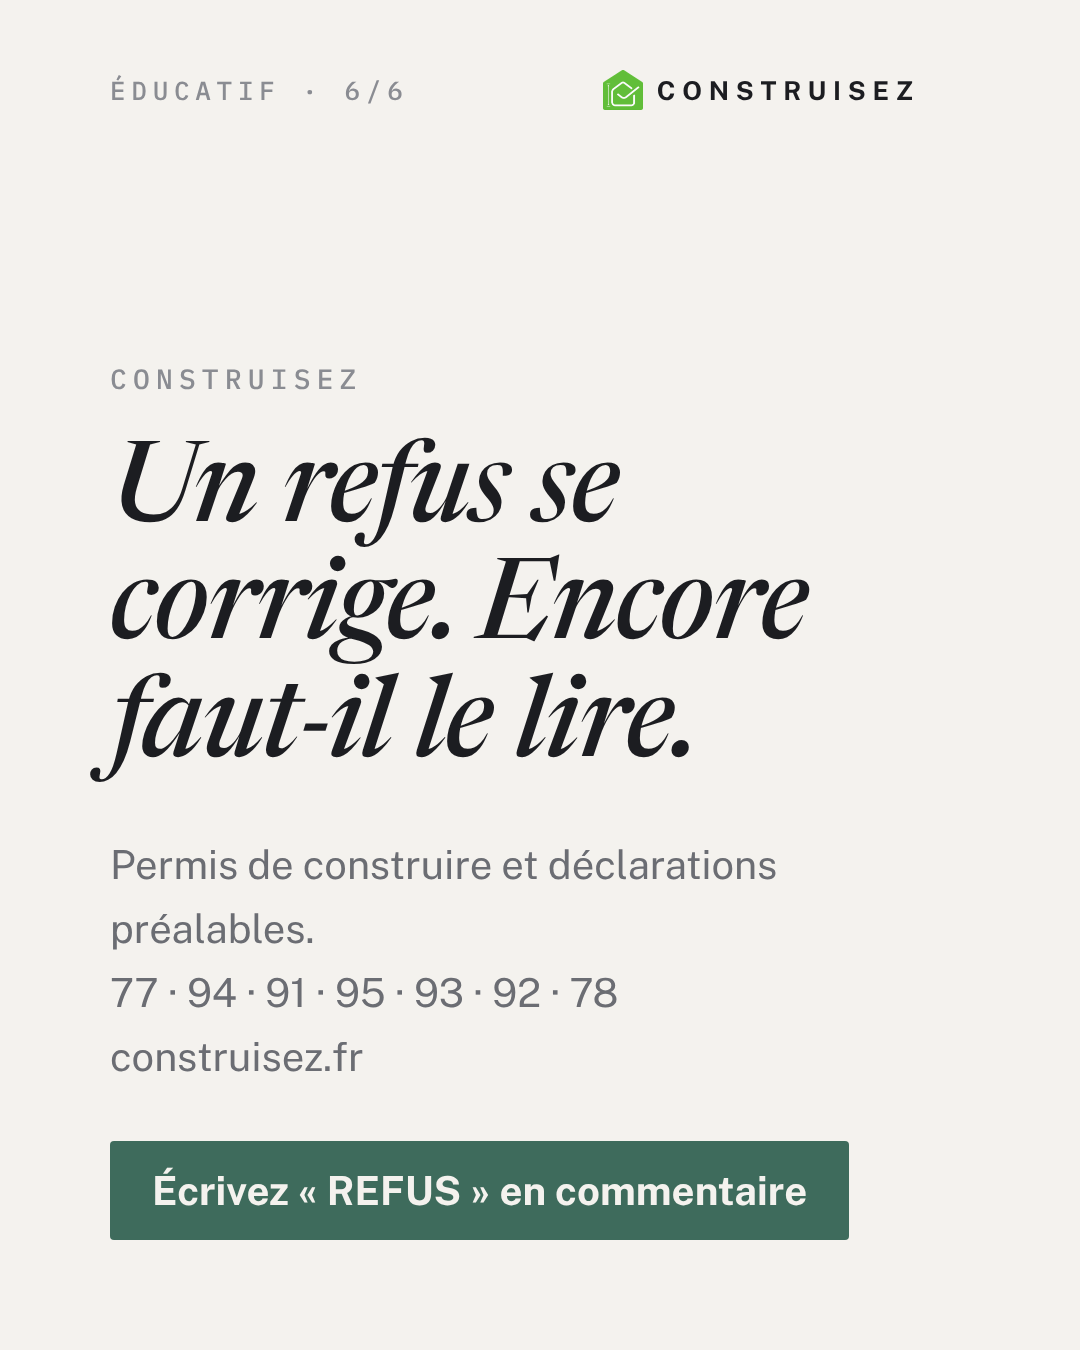 ÉDUCATIF · 6/6
CONSTRUISEZ
CONSTRUISEZ
Un refus se
corrige. Encore
faut-il le lire.
Permis de construire et déclarations
préalables.
77 · 94 · 91 · 95 · 93 · 92 · 78
construisez.fr
Écrivez « REFUS » en commentaire